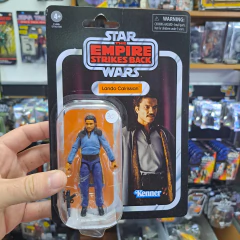 STAR
THE
EMPIRE
STRIKES BACK
WARS
Lando Calrissian
Kenner